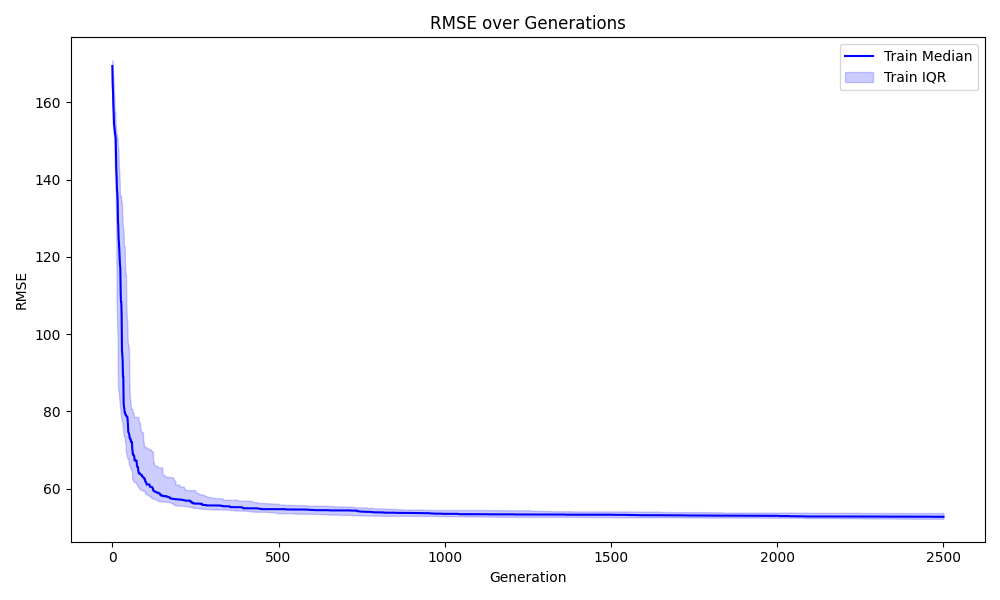 RMSE over Generations
Train Median
Train IQR
RMSE
160
140
120
100
80
60
0 500 1000 1500 2000 2500
Generation